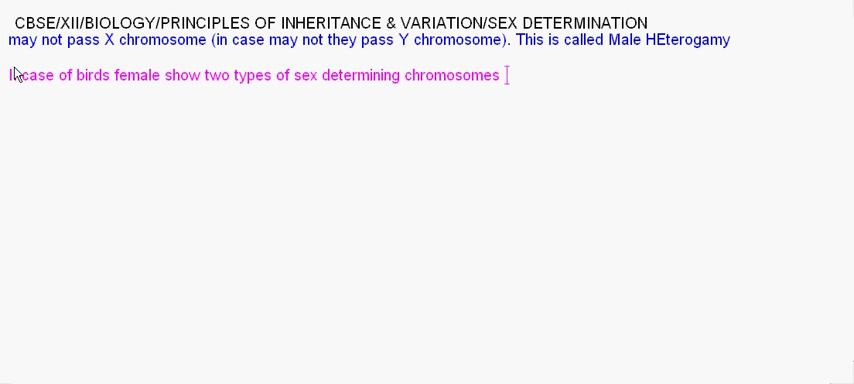 CBSE/XII/BIOLOGY/PRINCIPLES OF INHERITANCE & VARIATION/SEX DETERMINATION
may not pass X chromosome (in case may not they pass Y chromosome). This is called Male HEterogamy
case of birds female show two types of sex determining chromosomes